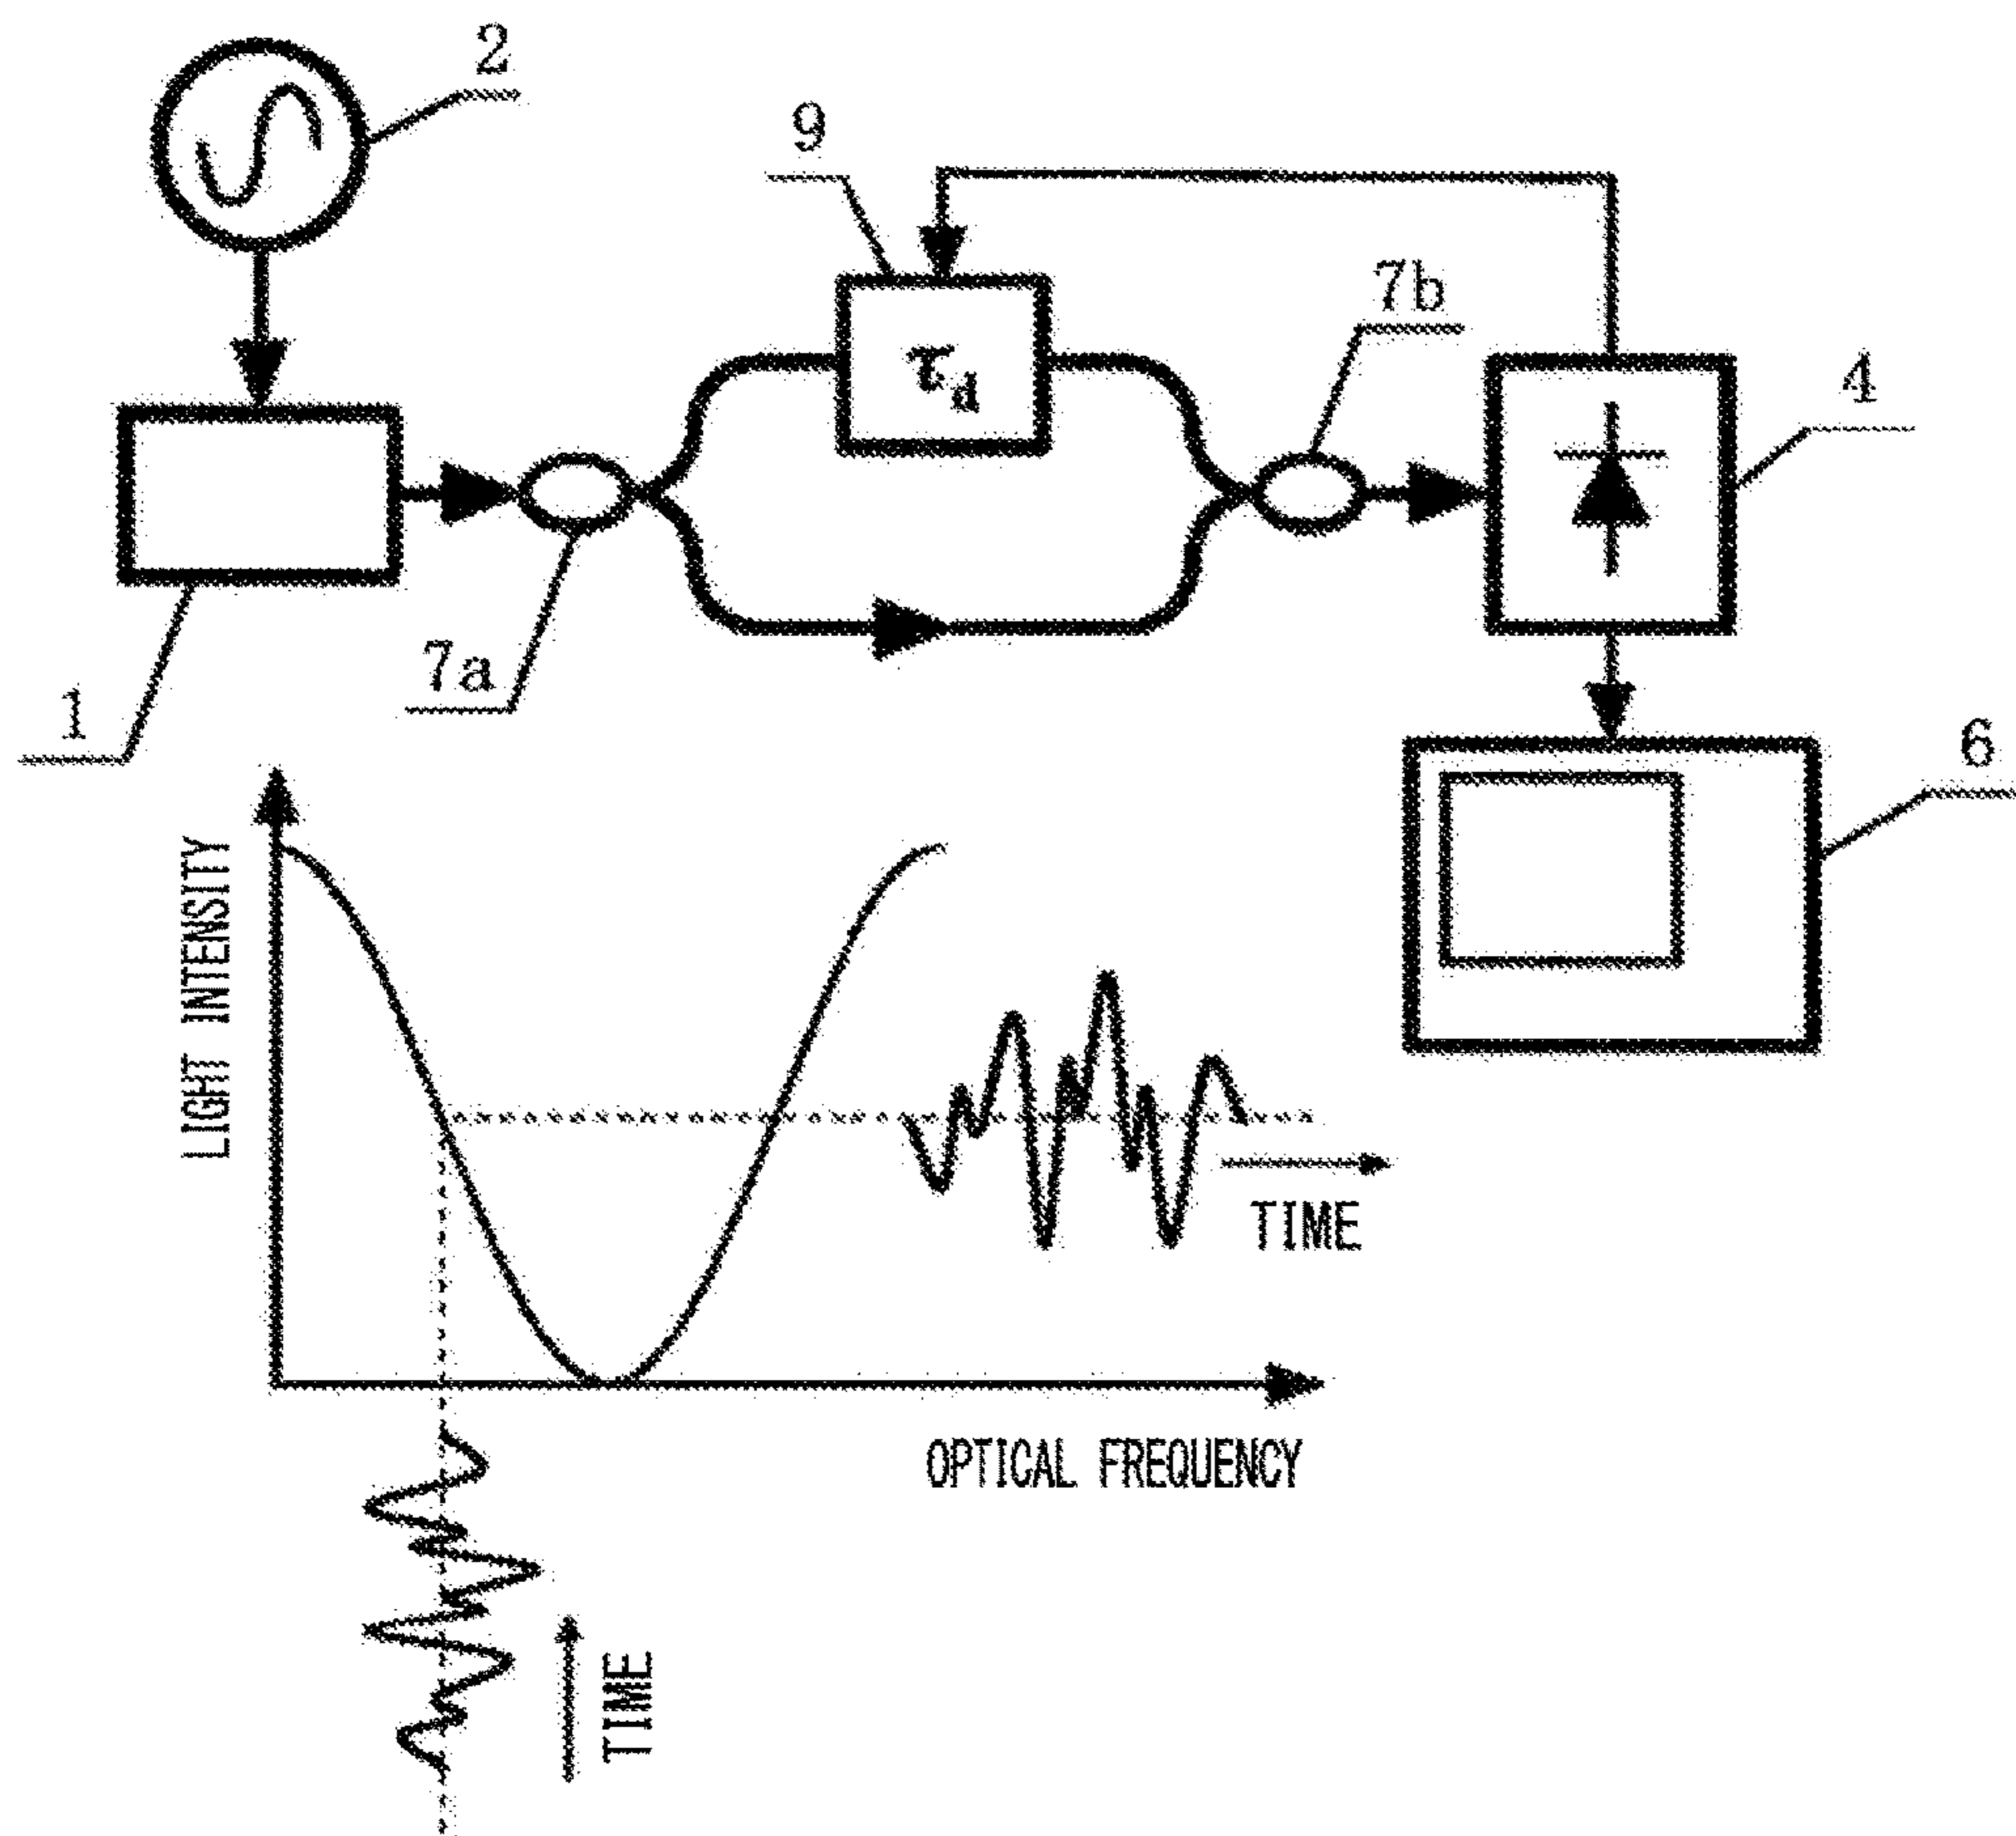 2
9
7b
τd
4
7a
1
6
LIGHT INTENSITY
TIME
OPTICAL FREQUENCY
TIME